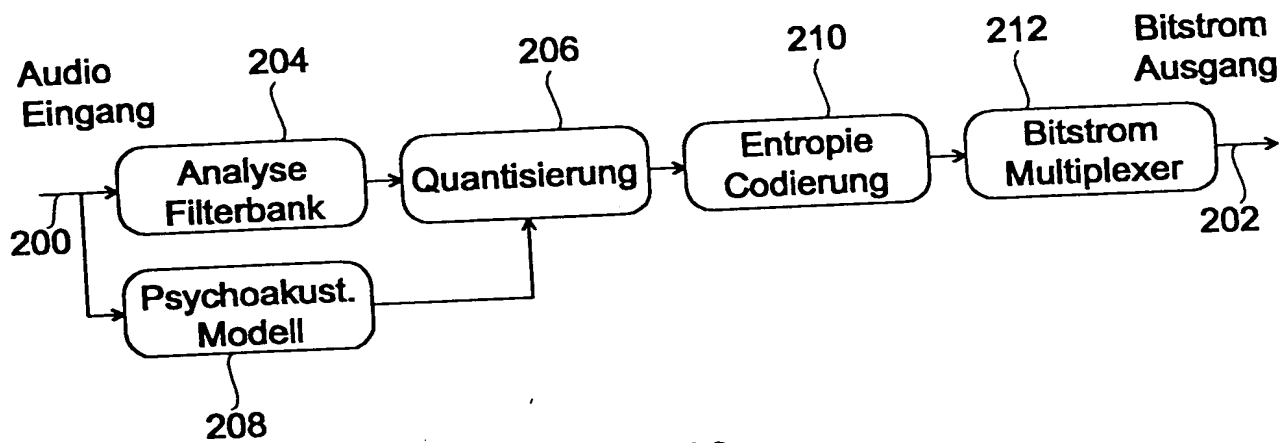 Audio
Eingang
204
206
210
212
Bitstrom
Ausgang
Analyse
Filterbank
Quantisierung
Entropie
Codierung
Bitstrom
Multiplexer
200
202
Psychoakust.
Modell
208